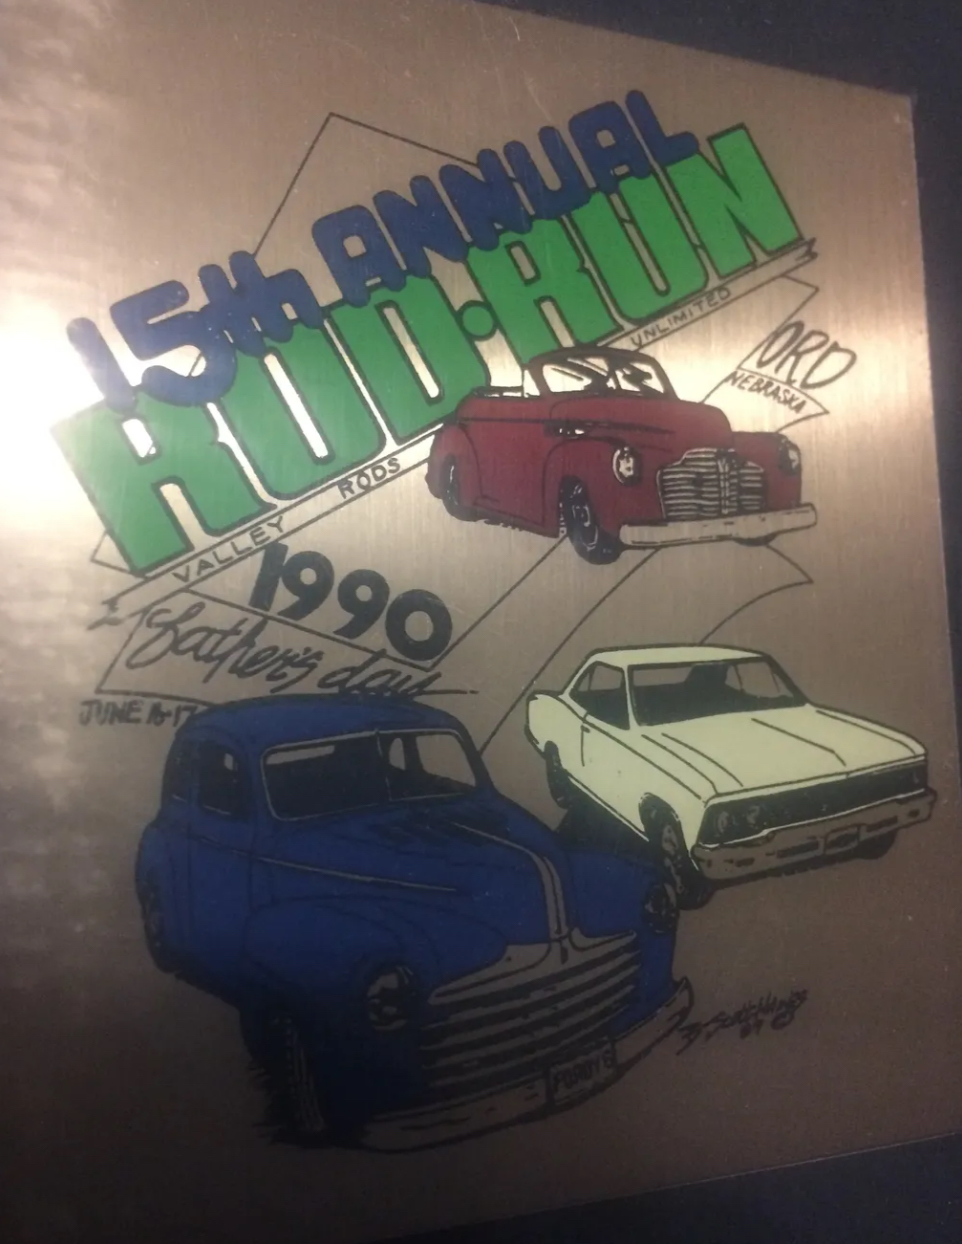 15th ANNUAL
ROD·RUN
VALLEY RODS UNLIMITED
ORD
NEBRASKA
1990
Father's day
JUNE 16-17